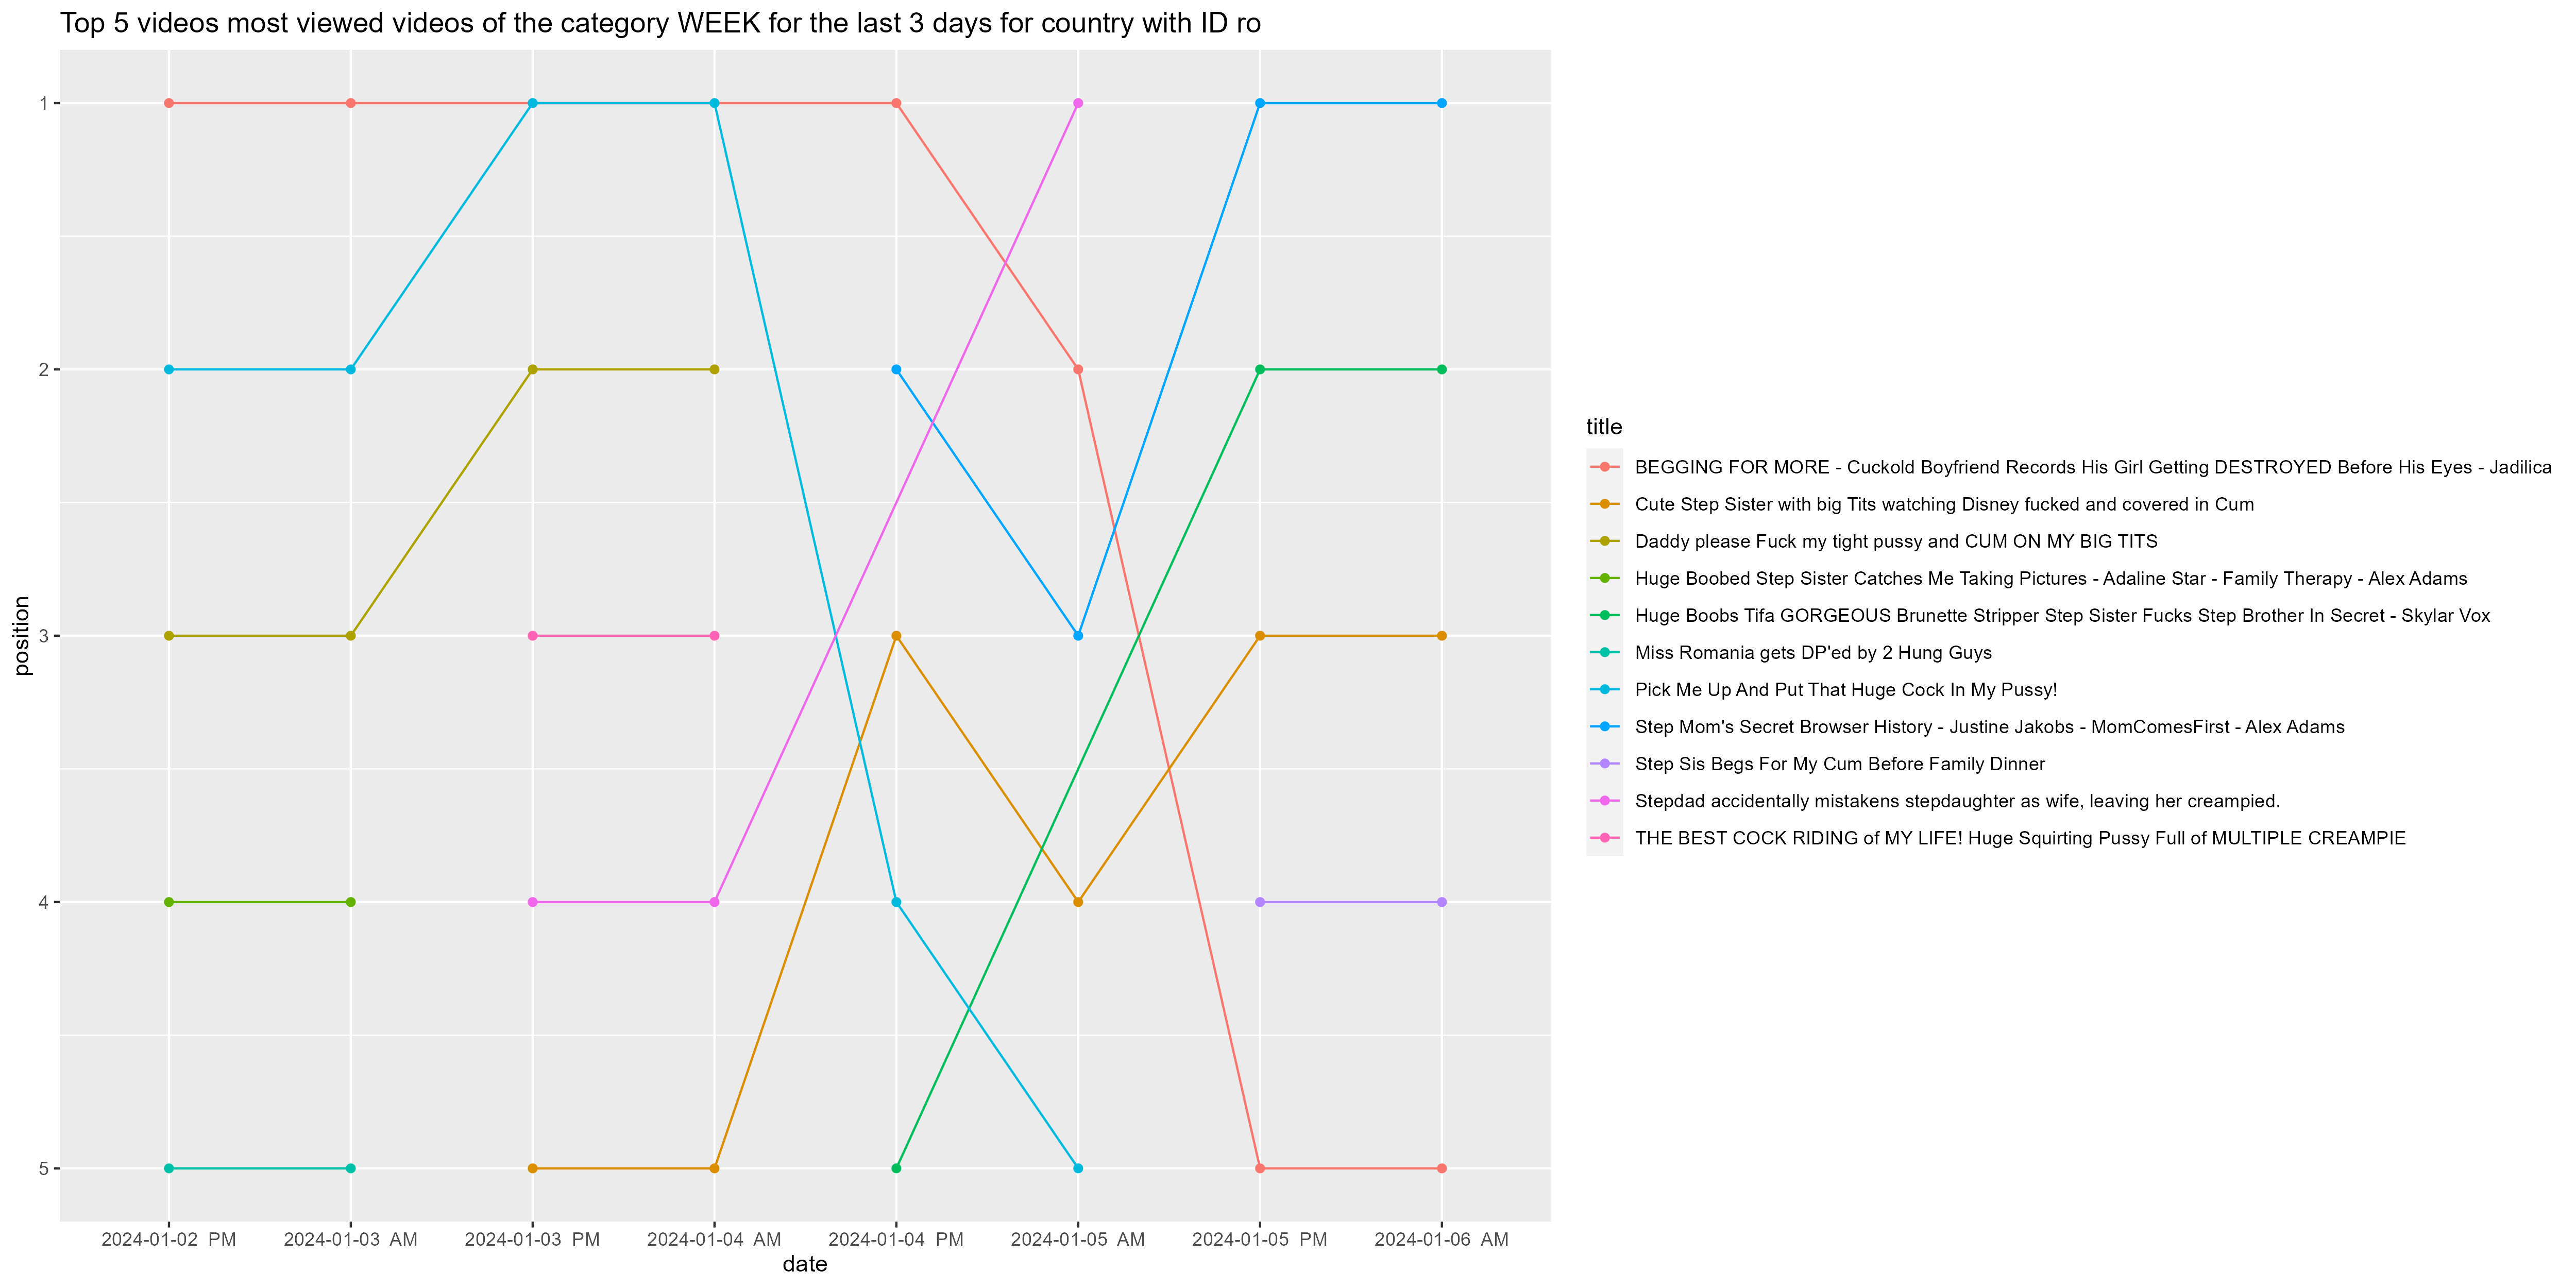 Top 5 videos most viewed videos of the category WEEK for the last 3 days for country with ID ro
position
1
2
3
4
5
2024-01-02 PM
2024-01-03 AM
2024-01-03 PM
2024-01-04 AM
2024-01-04 PM
2024-01-05 AM
2024-01-05 PM
2024-01-06 AM
date
title
BEGGING FOR MORE - Cuckold Boyfriend Records His Girl Getting DESTROYED Before His Eyes - Jadilica
Cute Step Sister with big Tits watching Disney fucked and covered in Cum
Daddy please Fuck my tight pussy and CUM ON MY BIG TITS
Huge Boobed Step Sister Catches Me Taking Pictures - Adaline Star - Family Therapy - Alex Adams
Huge Boobs Tifa GORGEOUS Brunette Stripper Step Sister Fucks Step Brother In Secret - Skylar Vox
Miss Romania gets DP'ed by 2 Hung Guys
Pick Me Up And Put That Huge Cock In My Pussy!
Step Mom's Secret Browser History - Justine Jakobs - MomComesFirst - Alex Adams
Step Sis Begs For My Cum Before Family Dinner
Stepdad accidentally mistakens stepdaughter as wife, leaving her creampied.
THE BEST COCK RIDING of MY LIFE! Huge Squirting Pussy Full of MULTIPLE CREAMPIE